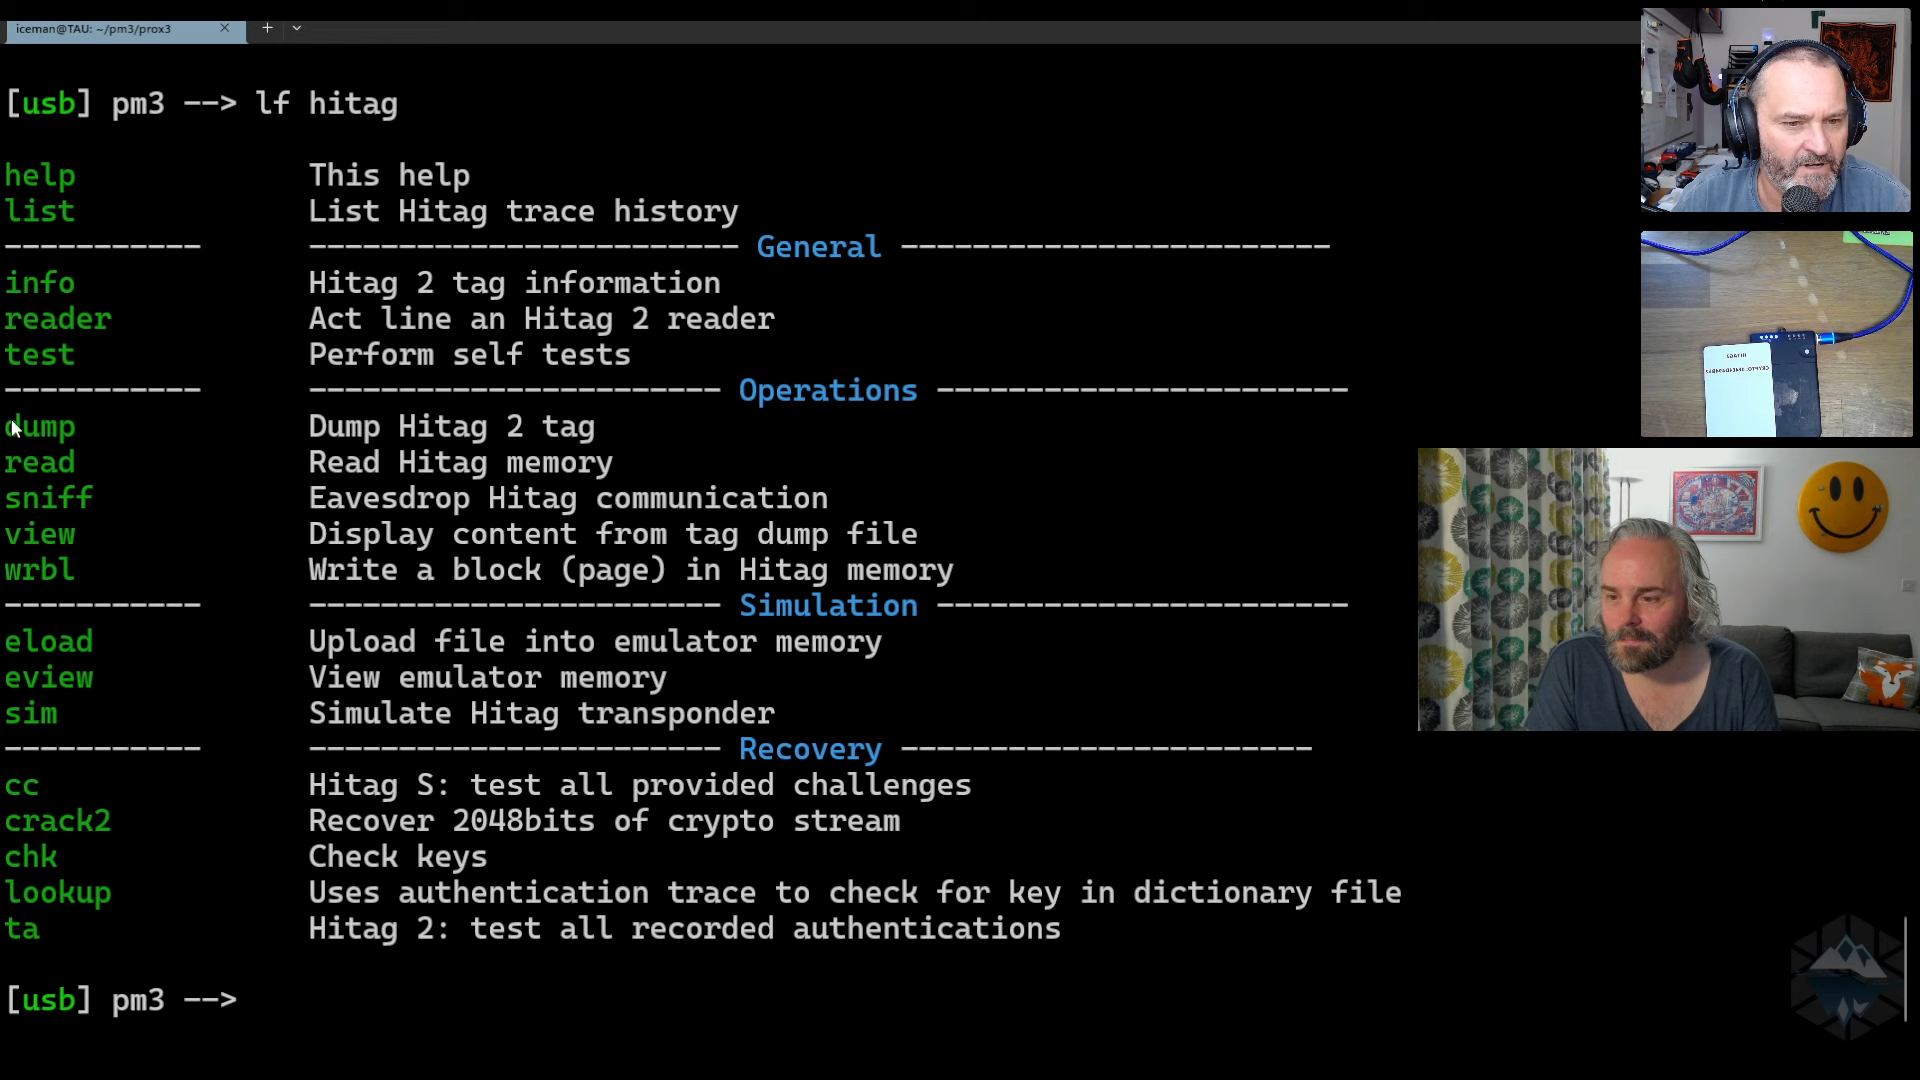 iceman@TAU: ~/pm3/prox3
[usb] pm3 --> lf hitag
help This help
list List Hitag trace history
----------- ------------------------ General ------------------------
info Hitag 2 tag information
reader Act line an Hitag 2 reader
test Perform self tests
----------- ----------------------- Operations -----------------------
dump Dump Hitag 2 tag
read Read Hitag memory
sniff Eavesdrop Hitag communication
view Display content from tag dump file
wrbl Write a block (page) in Hitag memory
----------- ----------------------- Simulation -----------------------
eload Upload file into emulator memory
eview View emulator memory
sim Simulate Hitag transponder
----------- ----------------------- Recovery -----------------------
cc Hitag S: test all provided challenges
crack2 Recover 2048bits of crypto stream
chk Check keys
lookup Uses authentication trace to check for key in dictionary file
ta Hitag 2: test all recorded authentications
[usb] pm3 -->